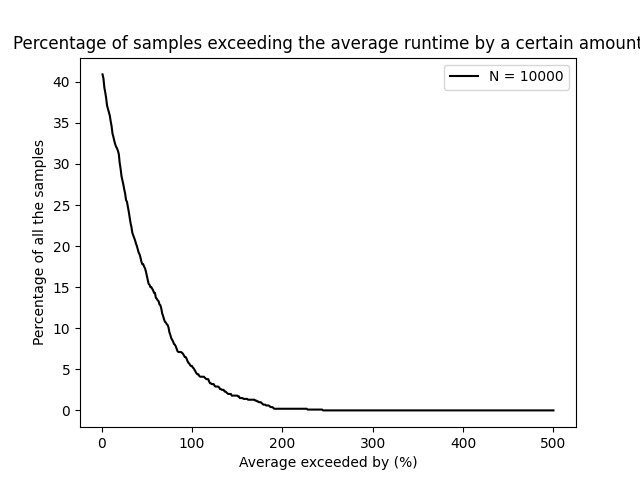 Percentage of samples exceeding the average runtime by a certain amount
N = 10000
40
35
30
25
20
15
10
5
0
Percentage of all the samples
0 100 200 300 400 500
Average exceeded by (%)